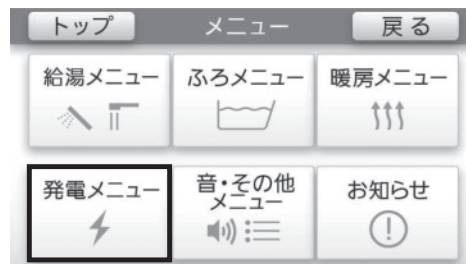 トップ メニュー 戻る
給湯メニュー ふろメニュー 暖房メニュー
発電メニュー 音・その他メニュー お知らせ